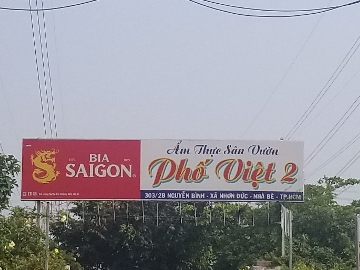 BIA
SAIGON
Ẩm Thực Sân Vườn
Phố Việt 2
303/2B NGUYỄN BÌNH - XÃ NHƠN ĐỨC - NHÀ BÈ - TP.HCM